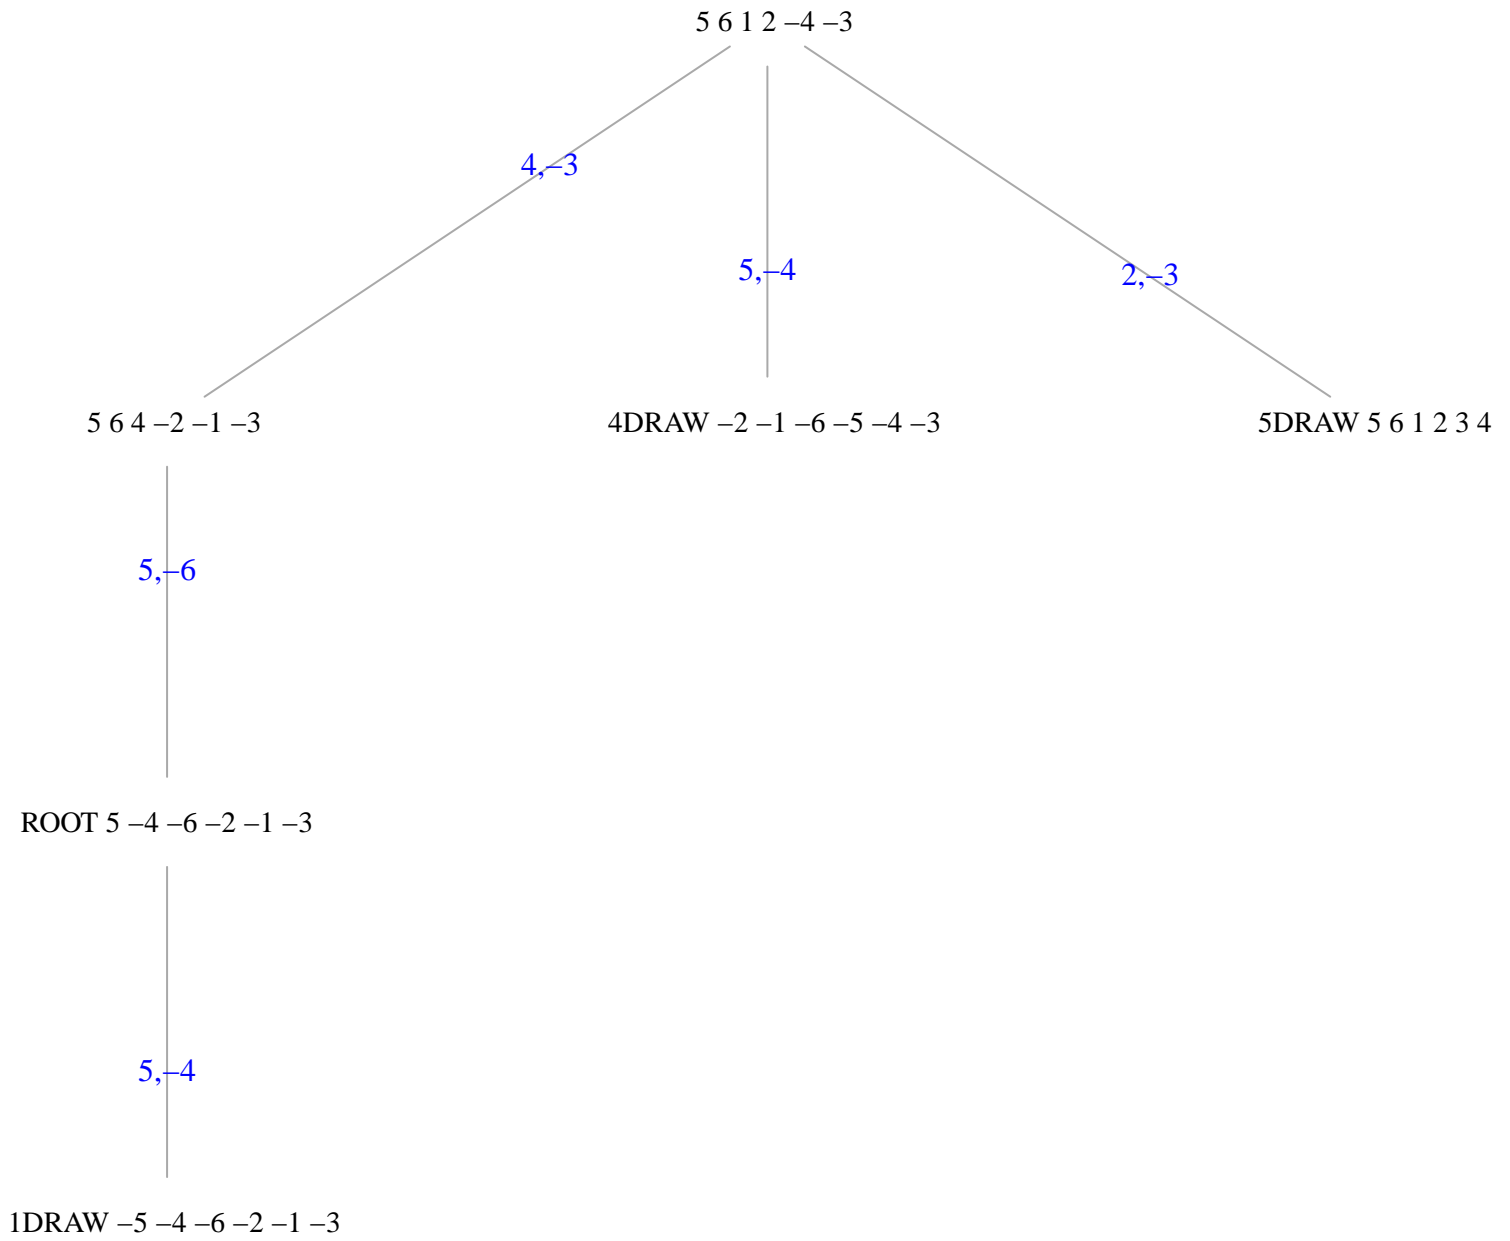 5 6 1 2 –4 –3
4,–3
5,–4
2,–3
5 6 4 –2 –1 –3
4DRAW –2 –1 –6 –5 –4 –3
5DRAW 5 6 1 2 3 4
5,–6
ROOT 5 –4 –6 –2 –1 –3
5,–4
1DRAW –5 –4 –6 –2 –1 –3